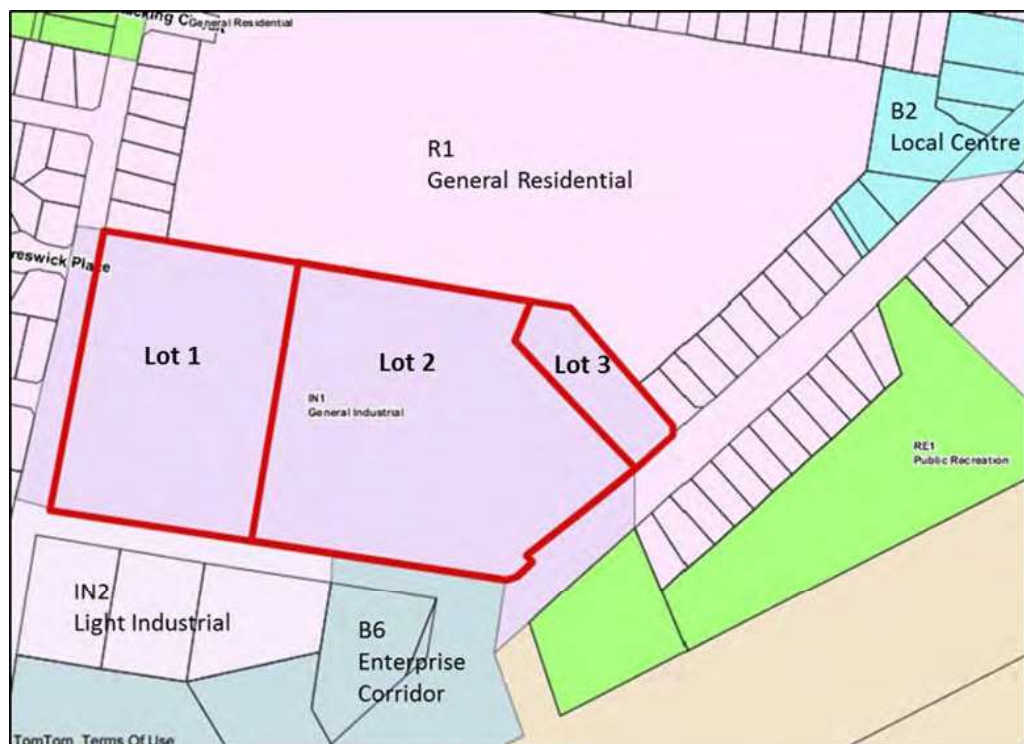 General Residential
B2
Local Centre
R1
General Residential
Lot 1
Lot 2
Lot 3
IN1
General Industrial
RE1
Public Recreation
IN2
Light Industrial
B6
Enterprise
Corridor
TomTom, Terms Of Use